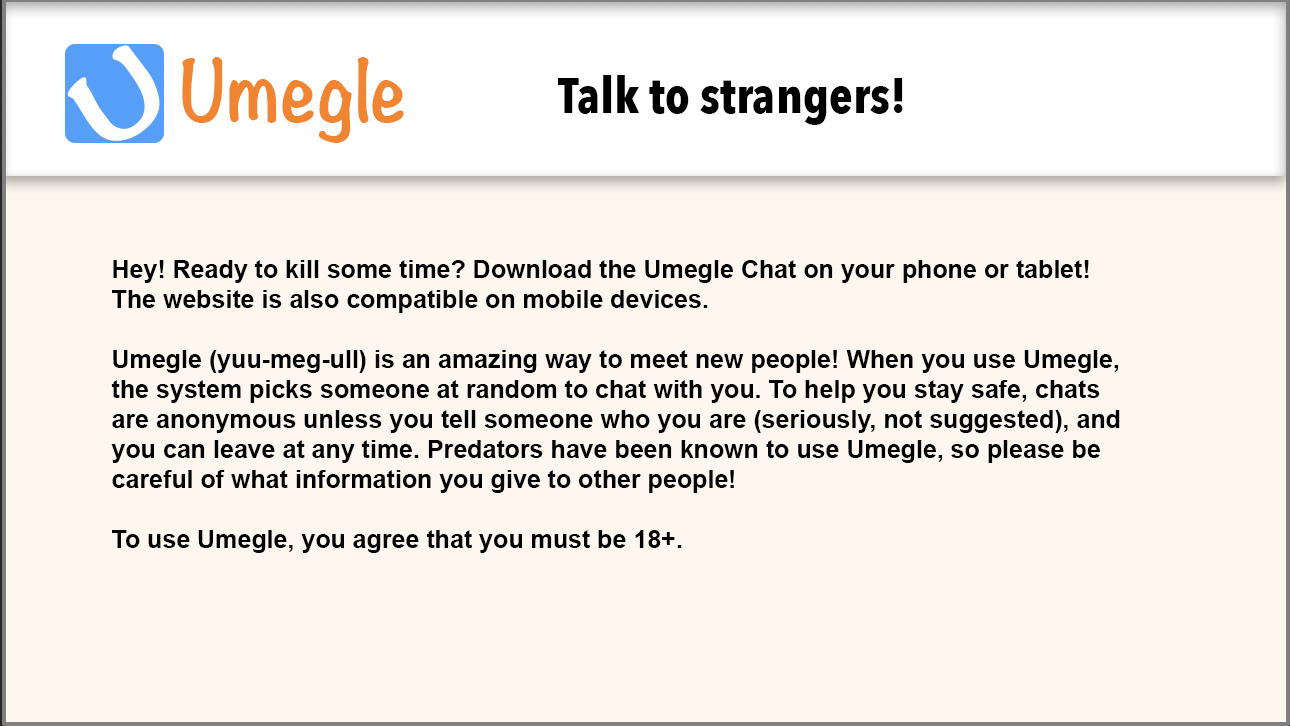 Umegle
Talk to strangers!
Hey! Ready to kill some time? Download the Umegle Chat on your phone or tablet!
The website is also compatible on mobile devices.
Umegle (yuu-meg-ull) is an amazing way to meet new people! When you use Umegle,
the system picks someone at random to chat with you. To help you stay safe, chats
are anonymous unless you tell someone who you are (seriously, not suggested), and
you can leave at any time. Predators have been known to use Umegle, so please be
careful of what information you give to other people!
To use Umegle, you agree that you must be 18+.